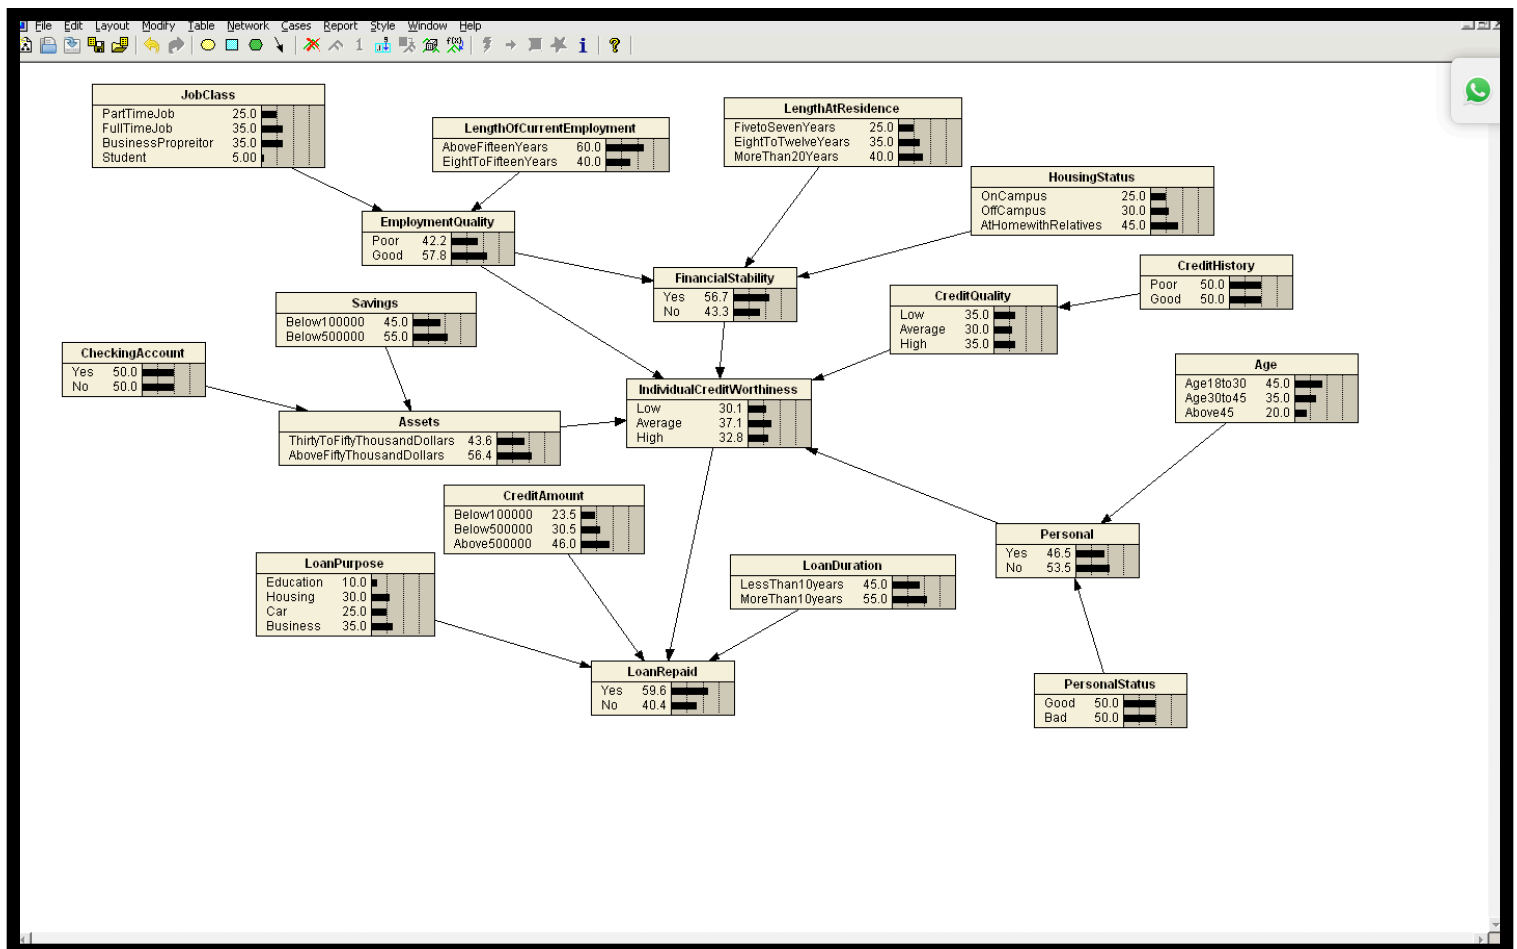 File Edit Layout Modify Table Network Cases Report Style Window Help
1 f(x) i ?
JobClass
PartTimeJob 25.0
FullTimeJob 35.0
BusinessPropreitor 35.0
Student 5.00
LengthOfCurrentEmployment
AboveFifteenYears 60.0
EightToFifteenYears 40.0
LengthAtResidence
FivetoSevenYears 25.0
EightToTwelveYears 35.0
MoreThan20Years 40.0
HousingStatus
OnCampus 25.0
OffCampus 30.0
AtHomewithRelatives 45.0
EmploymentQuality
Poor 42.2
Good 57.8
FinancialStability
Yes 56.7
No 43.3
CreditHistory
Poor 50.0
Good 50.0
CreditQuality
Low 35.0
Average 30.0
High 35.0
Savings
Below100000 45.0
Below500000 55.0
CheckingAccount
Yes 50.0
No 50.0
Age
Age18to30 45.0
Age30to45 35.0
Above45 20.0
IndividualCreditWorthiness
Low 30.1
Average 37.1
High 32.8
Assets
ThirtyToFiftyThousandDollars 43.6
AboveFiftyThousandDollars 56.4
CreditAmount
Below100000 23.5
Below500000 30.5
Above500000 46.0
Personal
Yes 46.5
No 53.5
LoanPurpose
Education 10.0
Housing 30.0
Car 25.0
Business 35.0
LoanDuration
LessThan10years 45.0
MoreThan10years 55.0
LoanRepaid
Yes 59.6
No 40.4
PersonalStatus
Good 50.0
Bad 50.0